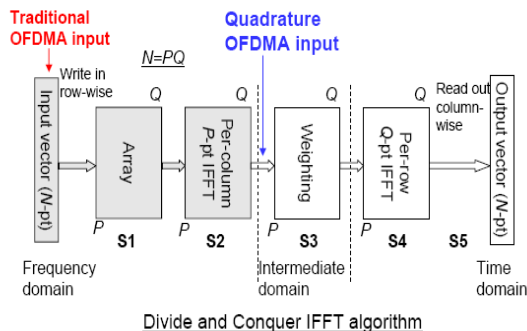 Traditional
OFDMA input
Quadrature
OFDMA input
N=PQ
Write in
row-wise
Read out
column-
wise
Input vector (N-pt)
Array
Q
P
S1
Per-column
P-pt IFFT
Q
P
S2
Weighting
Q
S3
Per-row
Q-pt IFFT
Q
P
S4
S5
Output vector (N-pt)
Frequency
domain
Intermediate
domain
Time
domain
Divide and Conquer IFFT algorithm